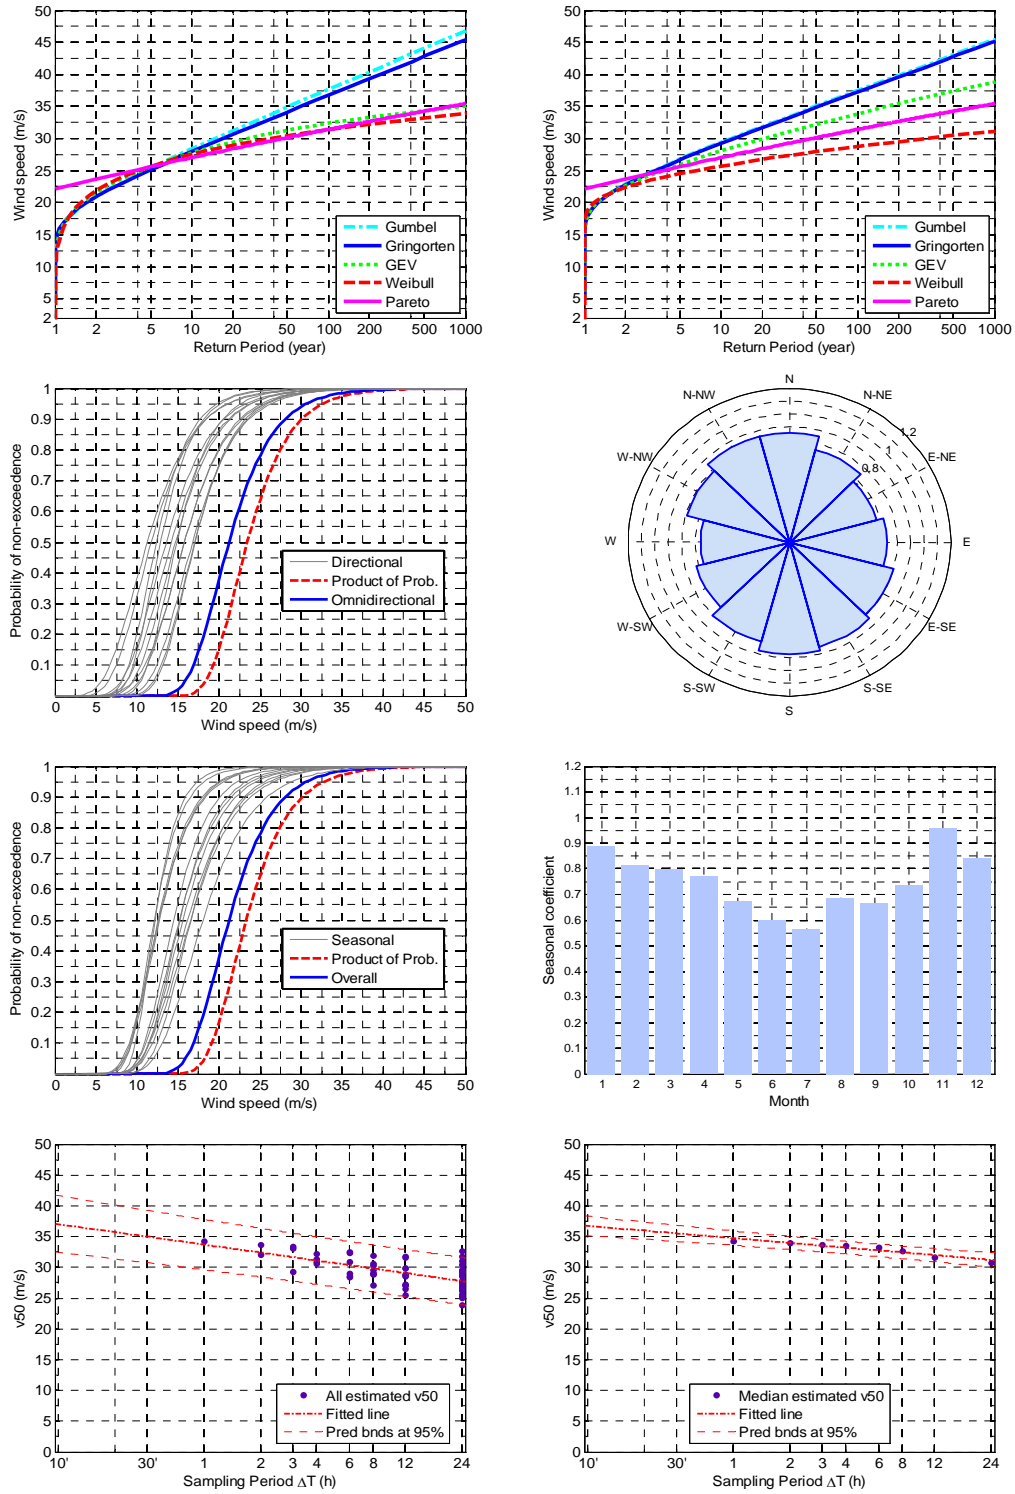 50
45
40
35
30
25
20
15
10
5
2
Wind speed (m/s)
Gumbel
Gringorten
GEV
Weibull
Pareto
1 2 5 10 20 50 100 200 500 1000
Return Period (year)
50
45
40
35
30
25
20
15
10
5
2
Wind speed (m/s)
Gumbel
Gringorten
GEV
Weibull
Pareto
1 2 5 10 20 50 100 200 500 1000
Return Period (year)
1
0.9
0.8
0.7
0.6
0.5
0.4
0.3
0.2
0.1
Probability of non-exceedence
Directional
Product of Prob.
Omnidirectional
0 5 10 15 20 25 30 35 40 45 50
Wind speed (m/s)
N
N-NW
N-NE
1.2
1
0.8
W-NW
E-NE
W
E
W-SW
E-SE
S-SW
S-SE
S
1
0.9
0.8
0.7
0.6
0.5
0.4
0.3
0.2
0.1
Probability of non-exceedence
Seasonal
Product of Prob.
Overall
0 5 10 15 20 25 30 35 40 45 50
Wind speed (m/s)
1.2
1.1
1
0.9
0.8
0.7
0.6
0.5
0.4
0.3
0.2
0.1
0
Seasonal coefficient
1 2 3 4 5 6 7 8 9 10 11 12
Month
50
45
40
35
30
25
20
15
10
5
0
v50 (m/s)
All estimated v50
Fitted line
Pred bnds at 95%
10' 30' 1 2 3 4 6 8 12 24
Sampling Period ΔT (h)
50
45
40
35
30
25
20
15
10
5
0
v50 (m/s)
Median estimated v50
Fitted line
Pred bnds at 95%
10' 30' 1 2 3 4 6 8 12 24
Sampling Period ΔT (h)